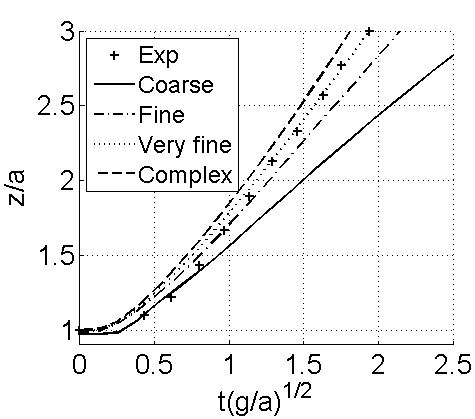 3
2.5
2
1.5
1
z/a
Exp
Coarse
Fine
Very fine
Complex
0 0.5 1 1.5 2 2.5
t(g/a)^{1/2}